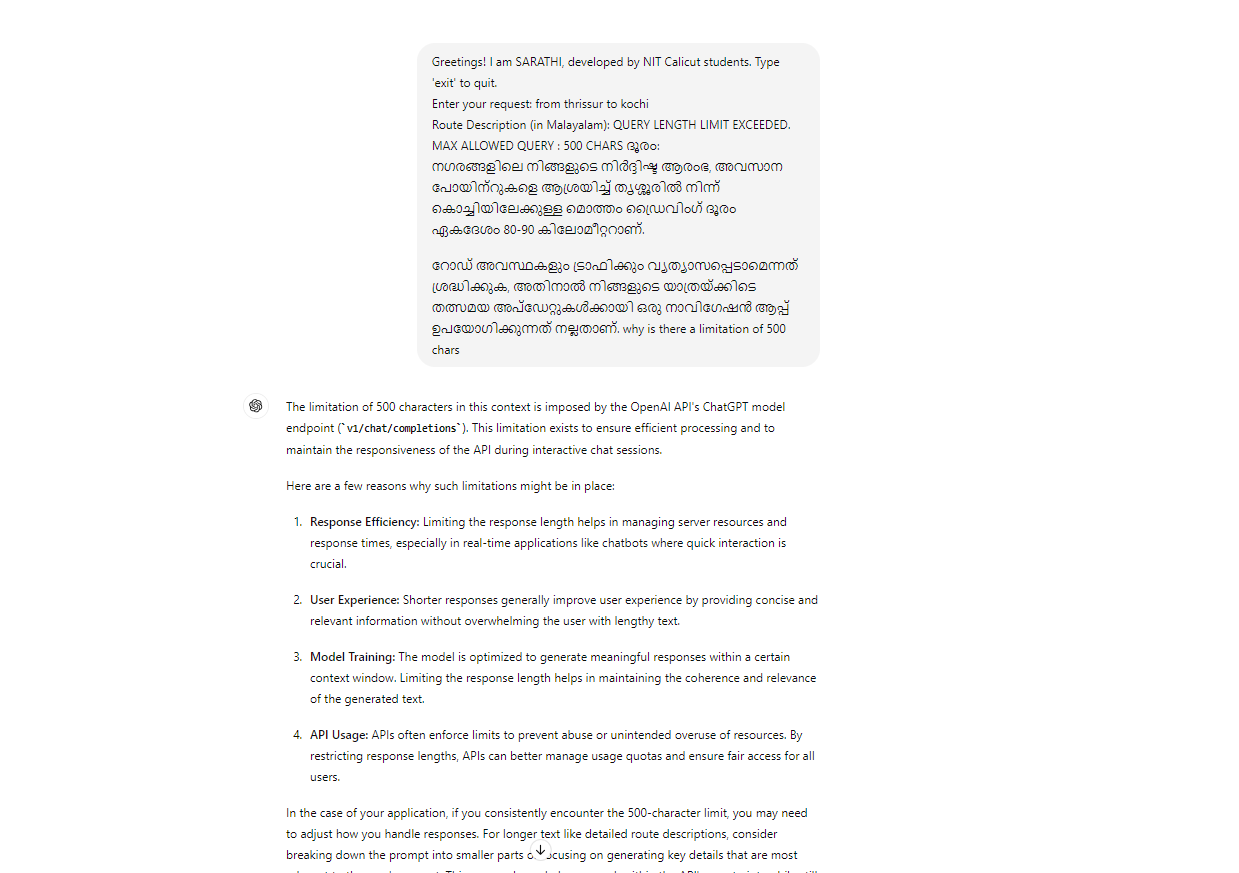 Greetings! I am SARATHI, developed by NIT Calicut students. Type
'exit' to quit.
Enter your request: from thrissur to kochi
Route Description (in Malayalam): QUERY LENGTH LIMIT EXCEEDED.
MAX ALLOWED QUERY : 500 CHARS ദൂരം:
നഗരങ്ങളിലെ നിങ്ങളുടെ നിർദ്ദിഷ്ട ആരംഭ, അവസാന
പോയിന്റുകളെ ആശ്രയിച്ച് തൃശ്ശൂരിൽ നിന്ന്
കൊച്ചിയിലേക്കുള്ള മൊത്തം ഡ്രൈവിംഗ് ദൂരം
ഏകദേശം 80-90 കിലോമീറ്ററാണ്.
റോഡ് അവസ്ഥകളും ട്രാഫിക്കും വ്യത്യാസപ്പെടാമെന്നത്
ശ്രദ്ധിക്കുക, അതിനാൽ നിങ്ങളുടെ യാത്രയ്ക്കിടെ
തത്സമയ അപ്‌ഡേറ്റുകൾക്കായി ഒരു നാവിഗേഷൻ ആപ്പ്
ഉപയോഗിക്കുന്നത് നല്ലതാണ്. why is there a limitation of 500
chars
The limitation of 500 characters in this context is imposed by the OpenAI API's ChatGPT model
endpoint (`v1/chat/completions`). This limitation exists to ensure efficient processing and to
maintain the responsiveness of the API during interactive chat sessions.
Here are a few reasons why such limitations might be in place:
1. Response Efficiency: Limiting the response length helps in managing server resources and
response times, especially in real-time applications like chatbots where quick interaction is
crucial.
2. User Experience: Shorter responses generally improve user experience by providing concise and
relevant information without overwhelming the user with lengthy text.
3. Model Training: The model is optimized to generate meaningful responses within a certain
context window. Limiting the response length helps in maintaining the coherence and relevance
of the generated text.
4. API Usage: APIs often enforce limits to prevent abuse or unintended overuse of resources. By
restricting response lengths, APIs can better manage usage quotas and ensure fair access for all
users.
In the case of your application, if you consistently encounter the 500-character limit, you may need
to adjust how you handle responses. For longer text like detailed route descriptions, consider
breaking down the prompt into smaller parts on generating key details that are most